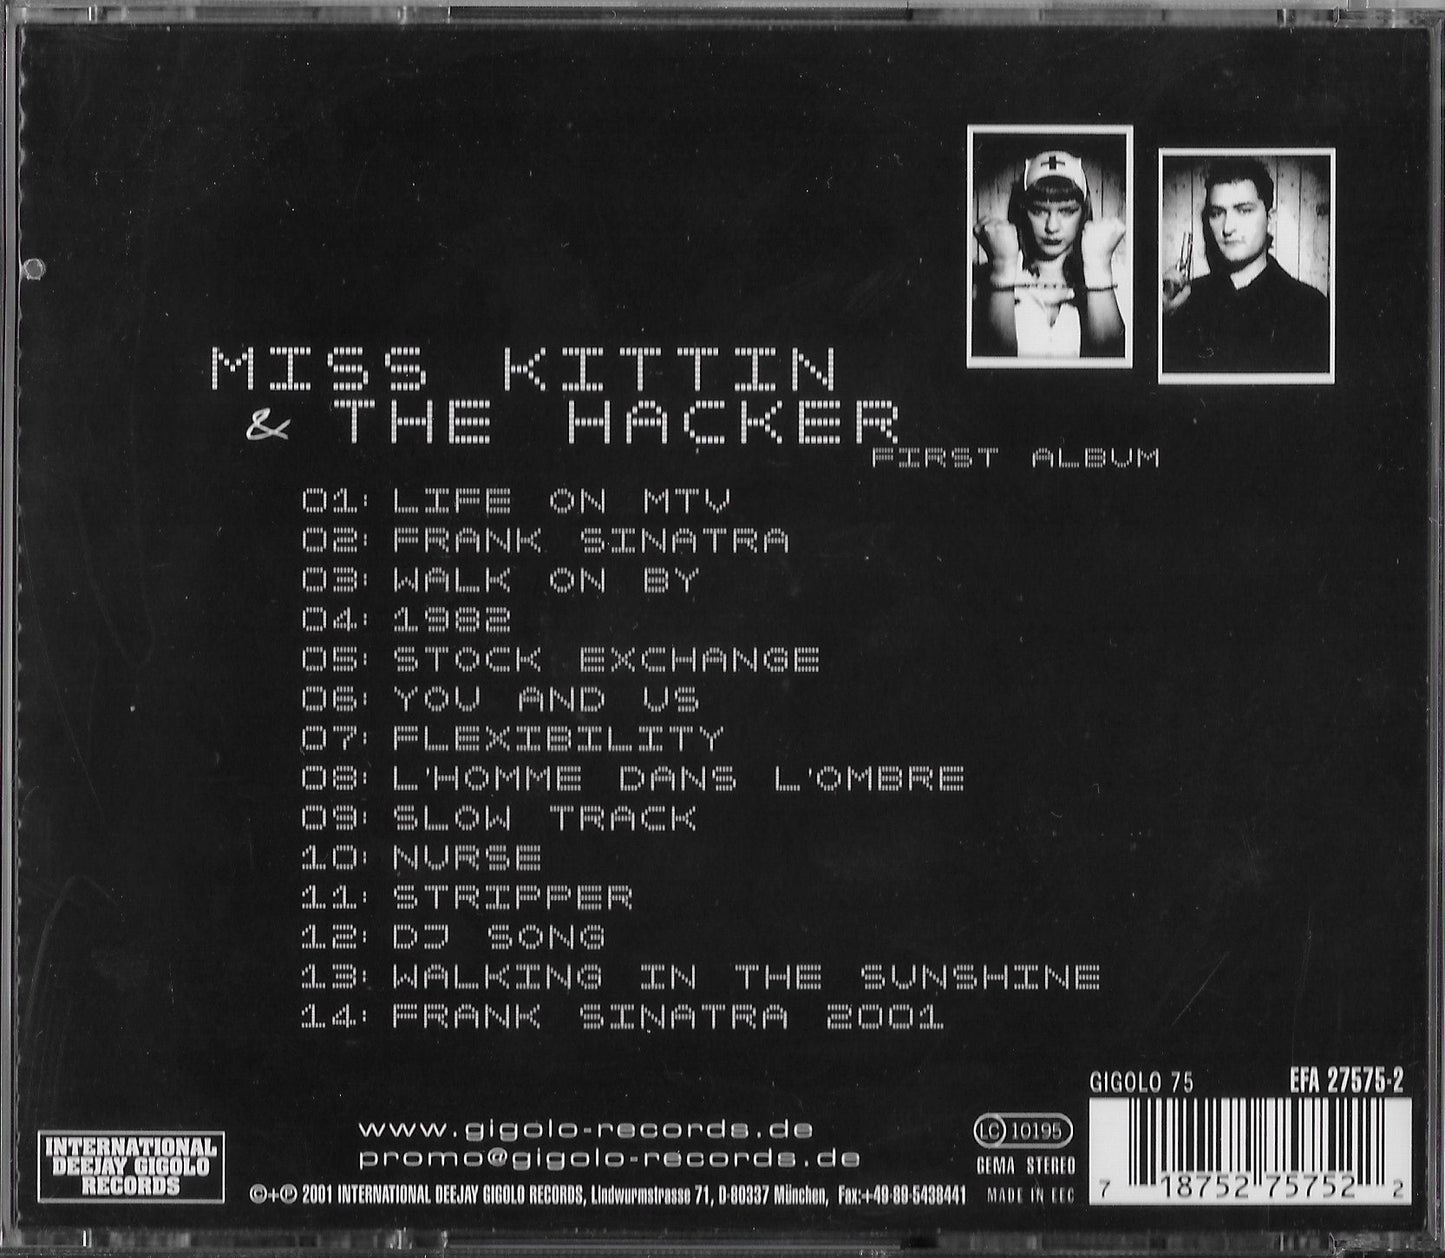 MISS KITTIN
& THE HACKER
FIRST ALBUM
01: LIFE ON MTV
02: FRANK SINATRA
03: WALK ON BY
04: 1982
05: STOCK EXCHANGE
06: YOU AND US
07: FLEXIBILITY
08: L'HOMME DANS L'OMBRE
09: SLOW TRACK
10: NURSE
11: STRIPPER
12: DJ SONG
13: WALKING IN THE SUNSHINE
14: FRANK SINATRA 2001
GIGOLO 75 EFA 27575-2
www.gigolo-records.de
promo@gigolo-records.de
INTERNATIONAL
DEEJAY GIGOLO
RECORDS
©+℗ 2001 INTERNATIONAL DEEJAY GIGOLO RECORDS, Lindwurmstrasse 71, D-80337 München, Fax:+49-89-5438441
LC 10195
GEMA STEREO
MADE IN EEC
7 18752 75752 2